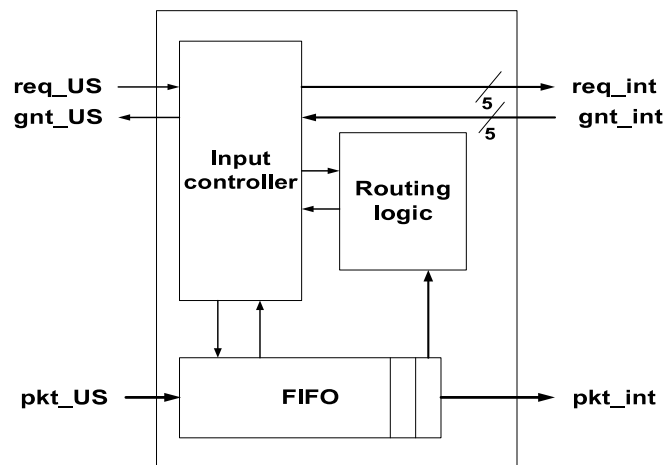 req_US
req_int
5
gnt_US
gnt_int
5
Input
controller
Routing
logic
pkt_US
FIFO
pkt_int